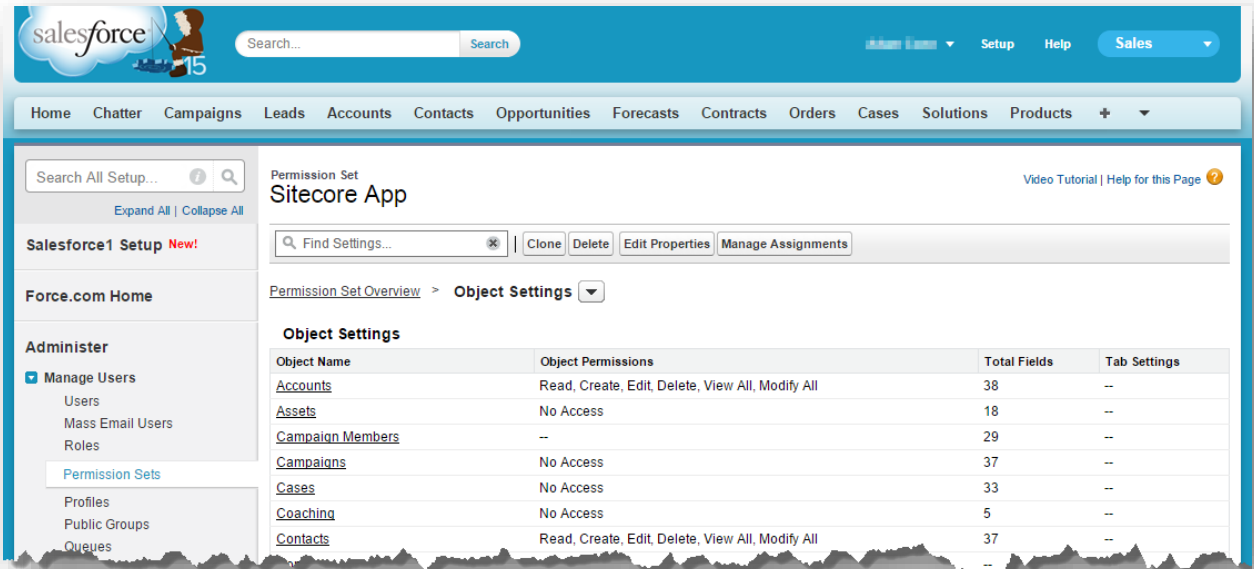 salesforce
15
Search...
Search
Setup
Help
Sales
Home Chatter Campaigns Leads Accounts Contacts Opportunities Forecasts Contracts Orders Cases Solutions Products +
Search All Setup...
Expand All | Collapse All
Salesforce1 Setup New!
Force.com Home
Administer
Manage Users
Users
Mass Email Users
Roles
Permission Sets
Profiles
Public Groups
Queues
Permission Set
Sitecore App
Video Tutorial | Help for this Page ?
Find Settings...
Clone Delete Edit Properties Manage Assignments
Permission Set Overview > Object Settings
Object Settings
Object Name Object Permissions Total Fields Tab Settings
Accounts Read, Create, Edit, Delete, View All, Modify All 38 --
Assets No Access 18 --
Campaign Members -- 29 --
Campaigns No Access 37 --
Cases No Access 33 --
Coaching No Access 5 --
Contacts Read, Create, Edit, Delete, View All, Modify All 37 --